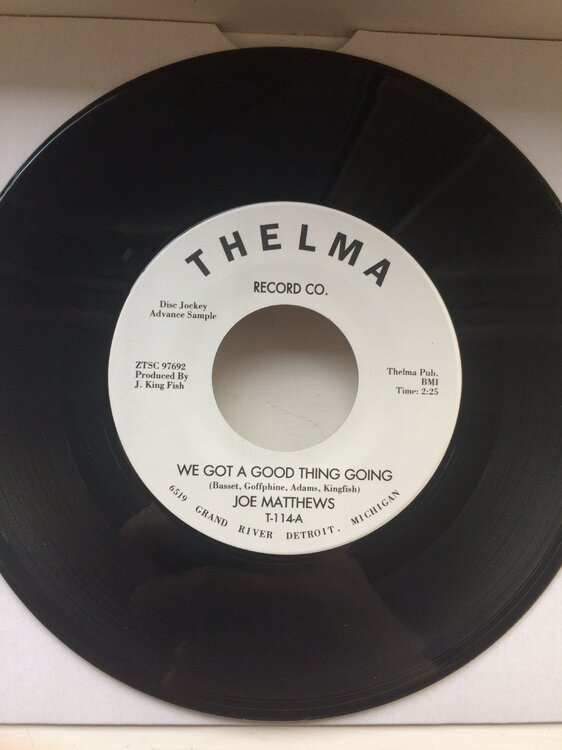 THELMA
RECORD CO.
Disc Jockey
Advance Sample
ZTSC 97692
Produced By
J. King Fish
Thelma Pub.
BMI
Time: 2:25
WE GOT A GOOD THING GOING
(Basset, Goffphine, Adams, Kingfish)
JOE MATTHEWS
T-114-A
6519 GRAND RIVER DETROIT, MICHIGAN